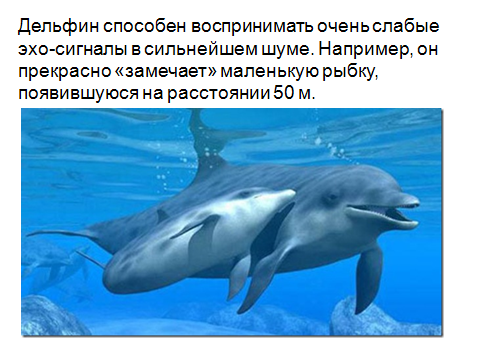 Дельфин способен воспринимать очень слабые
эхо-сигналы в сильнейшем шуме. Например, он
прекрасно «замечает» маленькую рыбку,
появившуюся на расстоянии 50 м.